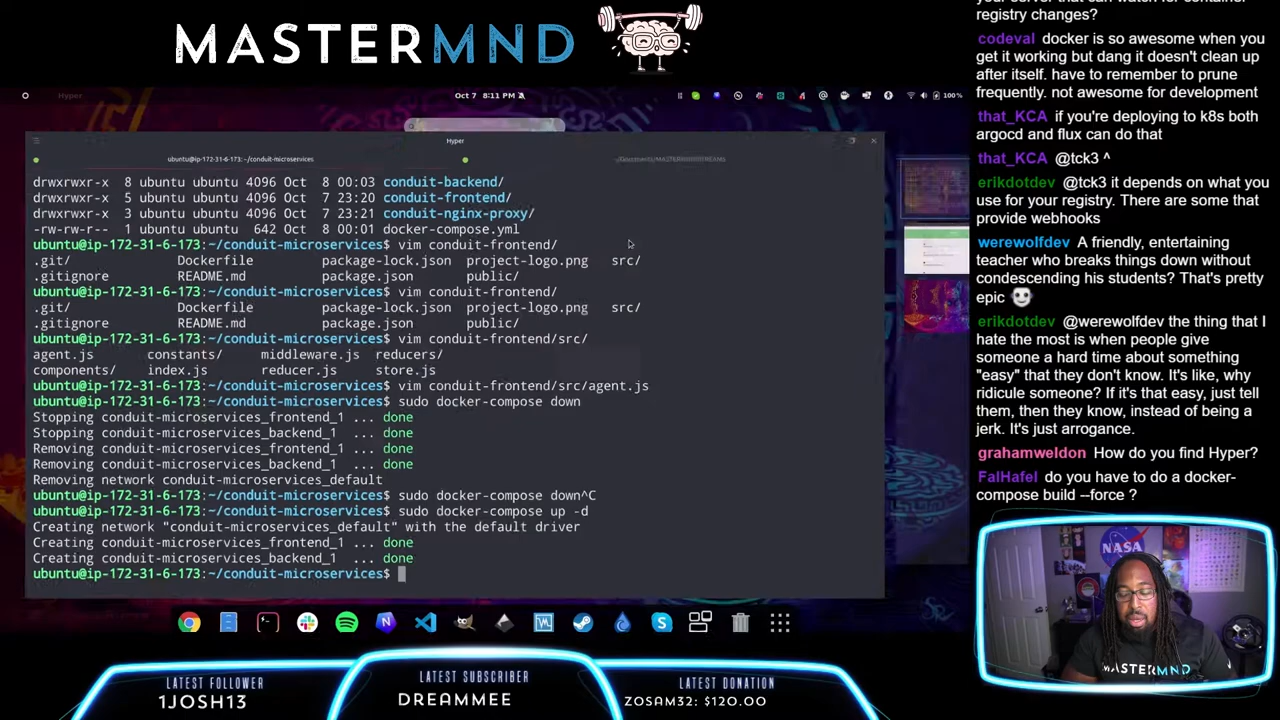 MASTERMND
your server that can watch for container
registry changes?
codeval docker is so awesome when you
get it working but dang it doesn't clean up
after itself. have to remember to prune
frequently. not awesome for development
that_KCA if you're deploying to k8s both
argocd and flux can do that
that_KCA @tck3 ^
erikdotdev @tck3 it depends on what you
use for your registry. There are some that
provide webhooks
werewolfdev A friendly, entertaining
teacher who breaks things down without
condescending his students? That's pretty
epic
erikdotdev @werewolfdev the thing that I
hate the most is when people give
someone a hard time about something
"easy" that they don't know. It's like, why
ridicule someone? If it's that easy, just tell
them, then they know, instead of being a
jerk. It's just arrogance.
grahamweldon How do you find Hyper?
FalHafel do you have to do a docker-
compose build --force ?
Hyper
Oct 7 8:11 PM
100%
Hyper
ubuntu@ip-172-31-6-173: ~/conduit-microservices
drwxrwxr-x 8 ubuntu ubuntu 4096 Oct 8 00:03 conduit-backend/
drwxrwxr-x 5 ubuntu ubuntu 4096 Oct 7 23:20 conduit-frontend/
drwxrwxr-x 3 ubuntu ubuntu 4096 Oct 7 23:21 conduit-nginx-proxy/
-rw-rw-r-- 1 ubuntu ubuntu 642 Oct 8 00:01 docker-compose.yml
ubuntu@ip-172-31-6-173:~/conduit-microservices$ vim conduit-frontend/
.git/ Dockerfile package-lock.json project-logo.png src/
.gitignore README.md package.json public/
ubuntu@ip-172-31-6-173:~/conduit-microservices$ vim conduit-frontend/
.git/ Dockerfile package-lock.json project-logo.png src/
.gitignore README.md package.json public/
ubuntu@ip-172-31-6-173:~/conduit-microservices$ vim conduit-frontend/src/
agent.js constants/ middleware.js reducers/
components/ index.js reducer.js store.js
ubuntu@ip-172-31-6-173:~/conduit-microservices$ vim conduit-frontend/src/agent.js
ubuntu@ip-172-31-6-173:~/conduit-microservices$ sudo docker-compose down
Stopping conduit-microservices_frontend_1 ... done
Stopping conduit-microservices_backend_1 ... done
Removing conduit-microservices_frontend_1 ... done
Removing conduit-microservices_backend_1 ... done
Removing network conduit-microservices_default
ubuntu@ip-172-31-6-173:~/conduit-microservices$ sudo docker-compose down^C
ubuntu@ip-172-31-6-173:~/conduit-microservices$ sudo docker-compose up -d
Creating network "conduit-microservices_default" with the default driver
Creating conduit-microservices_frontend_1 ... done
Creating conduit-microservices_backend_1 ... done
ubuntu@ip-172-31-6-173:~/conduit-microservices$
NASA
MASTERMND
LATEST FOLLOWER
1JOSH13
LATEST SUBSCRIBER
DREAMMEE
LATEST DONATION
ZOSAM32: $120.00